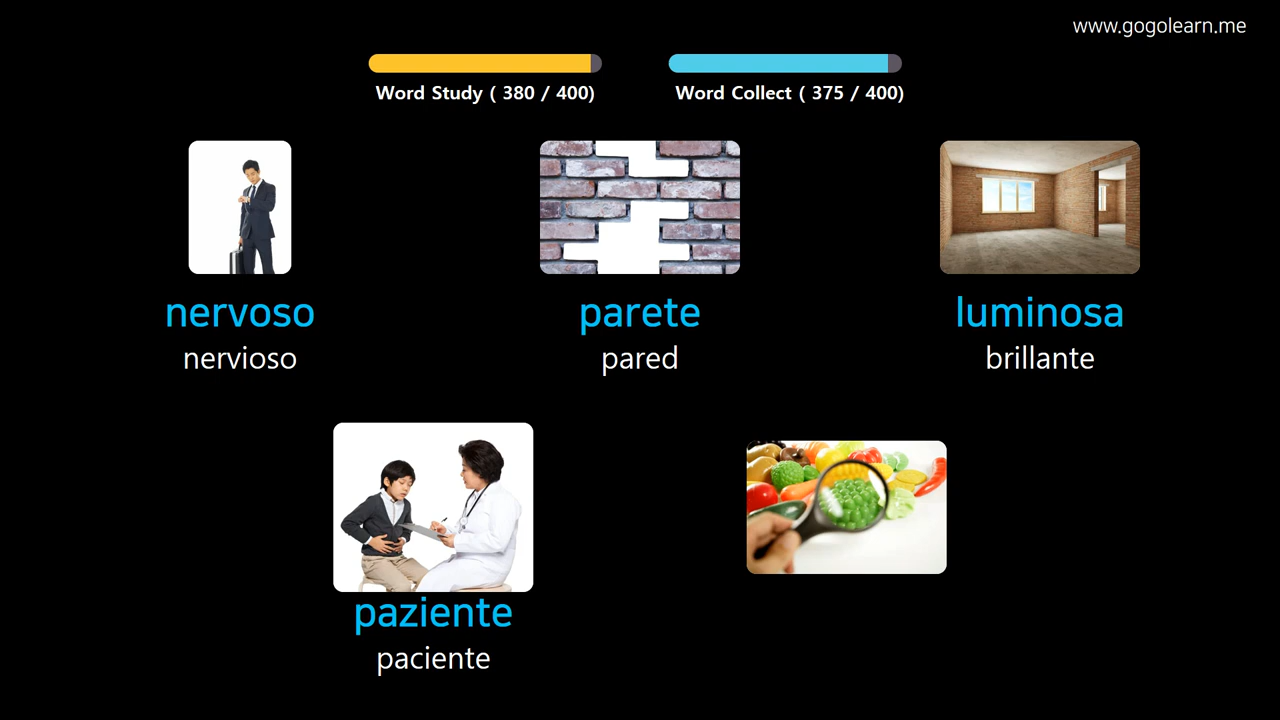 www.gogolearn.me
Word Study ( 380 / 400)
Word Collect ( 375 / 400)
nervoso
nervioso
parete
pared
luminosa
brillante
paziente
paciente